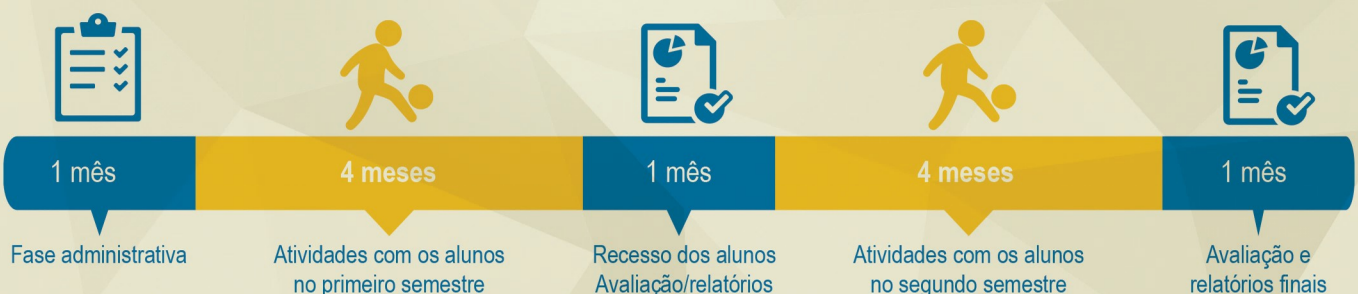 1 mês
4 meses
1 mês
4 meses
1 mês
Fase administrativa
Atividades com os alunos
no primeiro semestre
Recesso dos alunos
Avaliação/relatórios
Atividades com os alunos
no segundo semestre
Avaliação e
relatórios finais